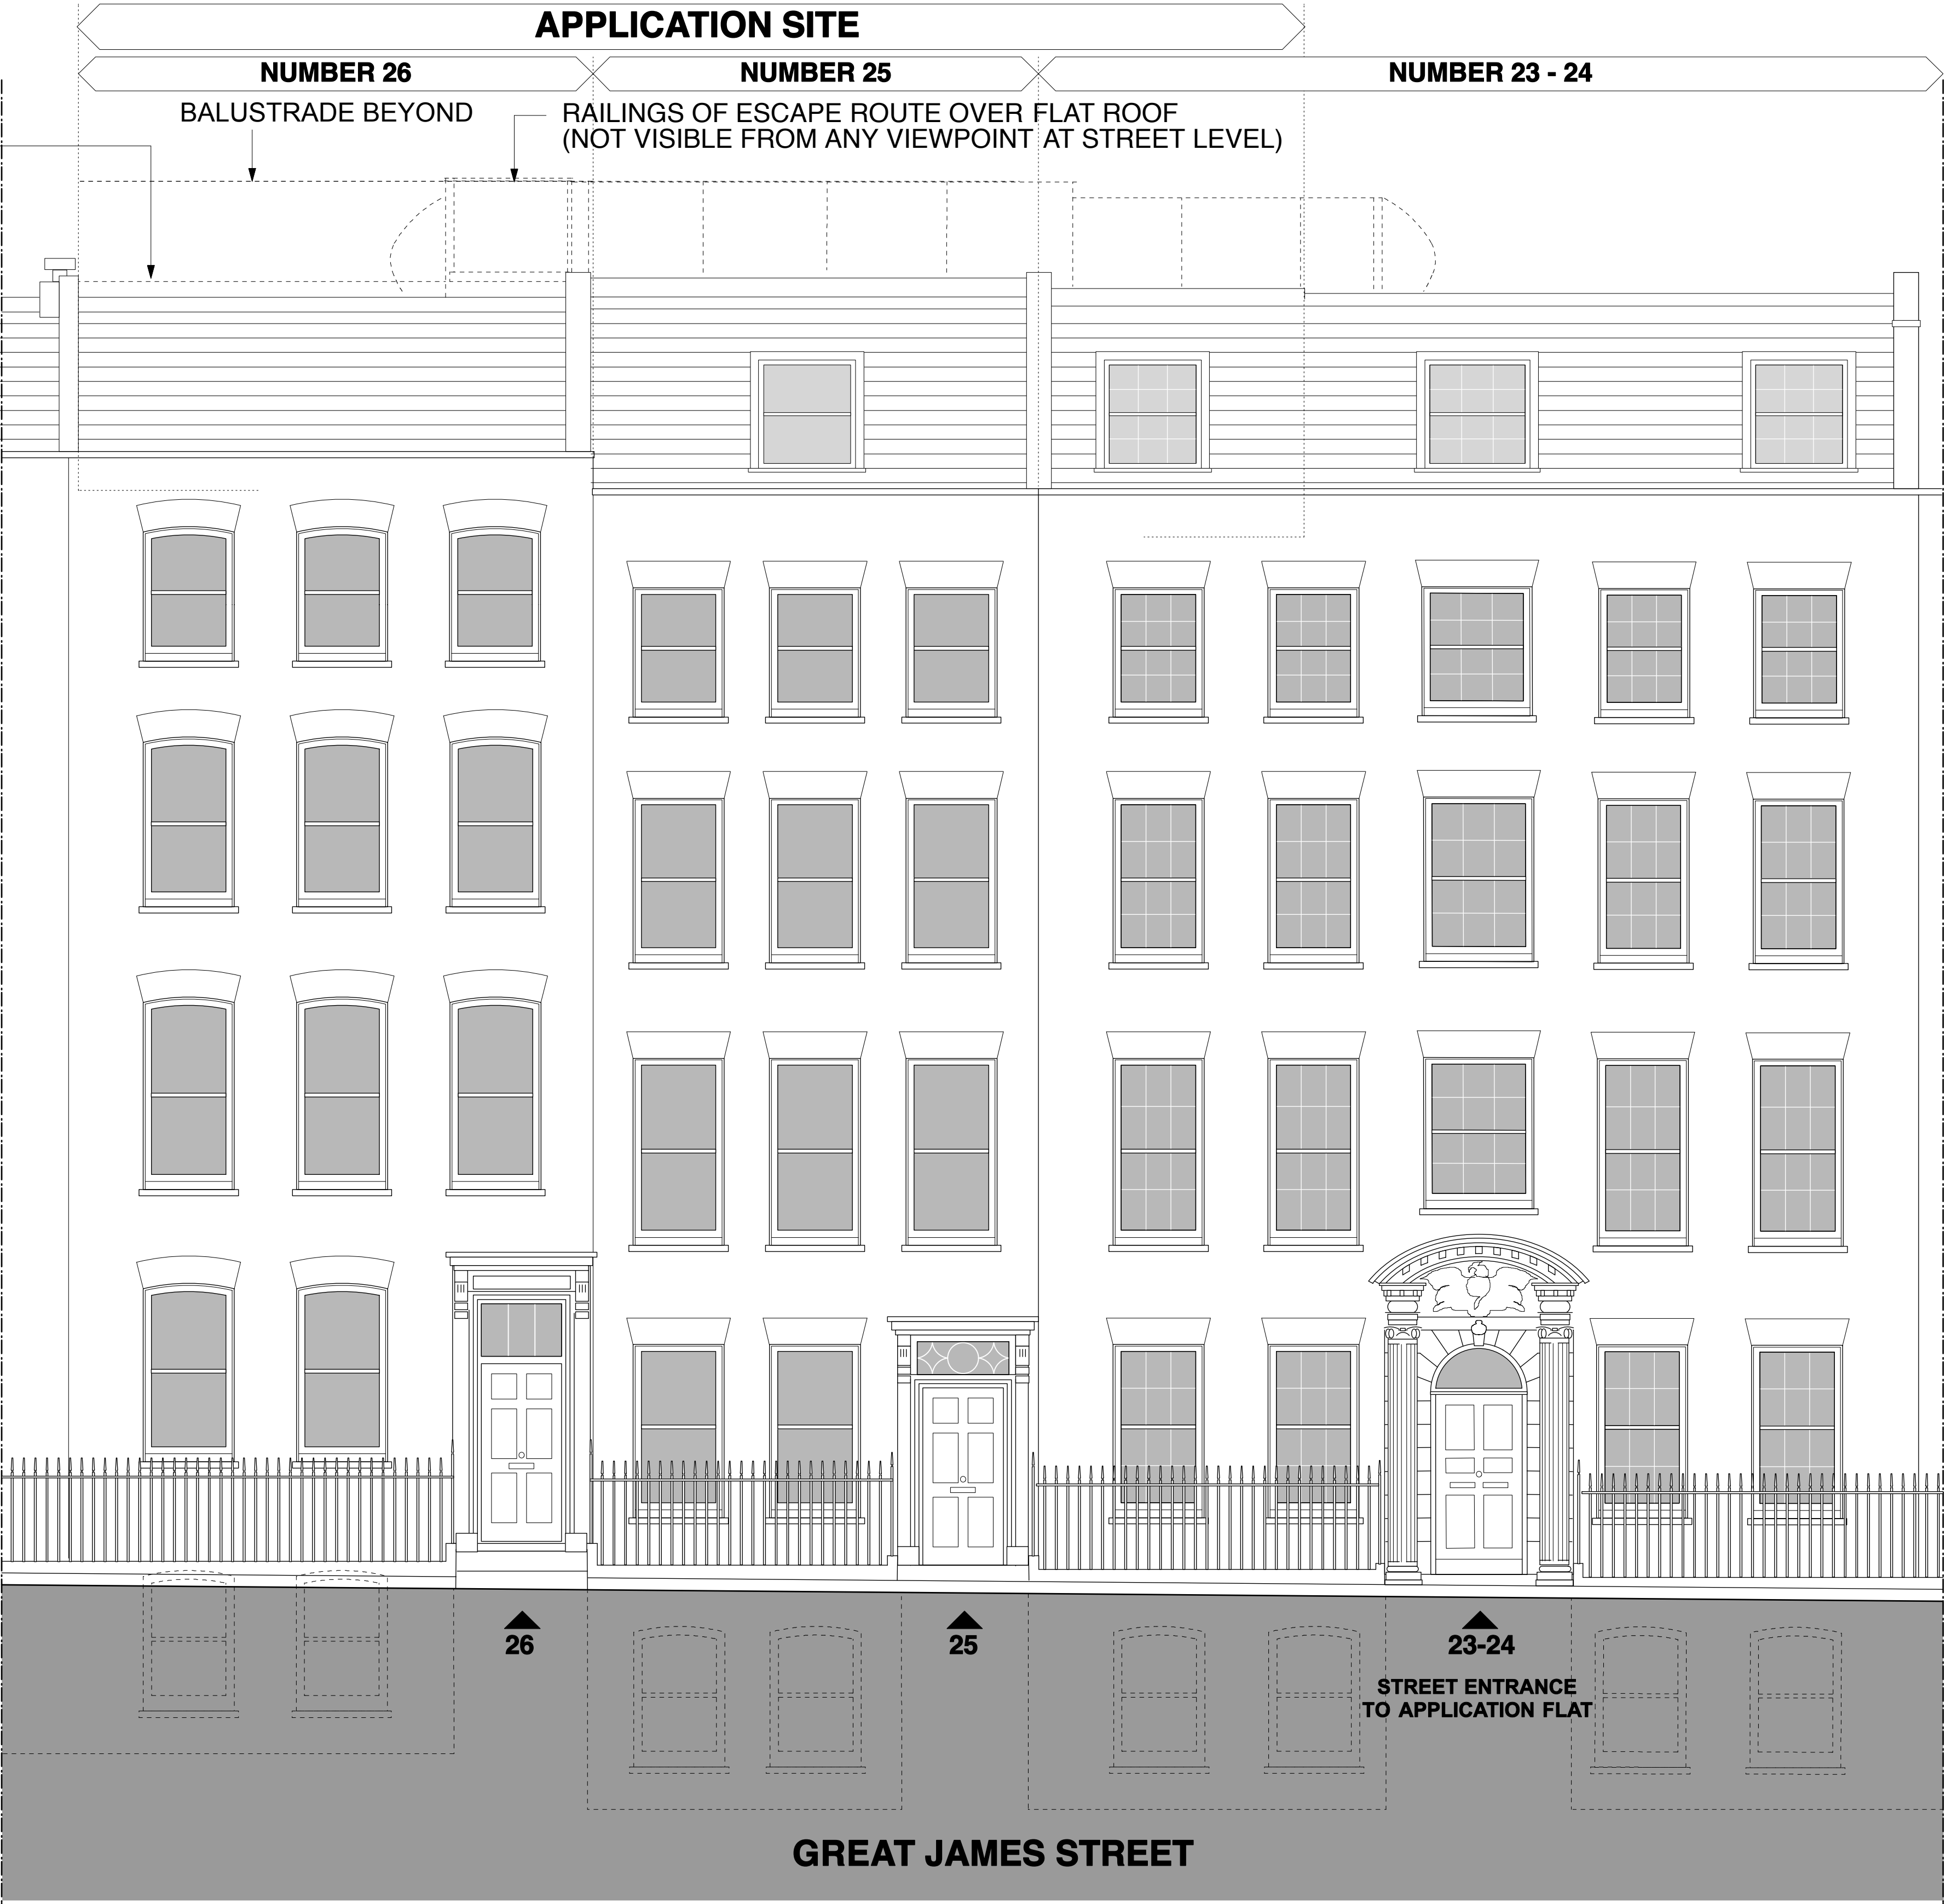 APPLICATION SITE
NUMBER 26
NUMBER 25
NUMBER 23 - 24
BALUSTRADE BEYOND
RAILINGS OF ESCAPE ROUTE OVER FLAT ROOF
(NOT VISIBLE FROM ANY VIEWPOINT AT STREET LEVEL)
26
25
23-24
STREET ENTRANCE
TO APPLICATION FLAT
GREAT JAMES STREET